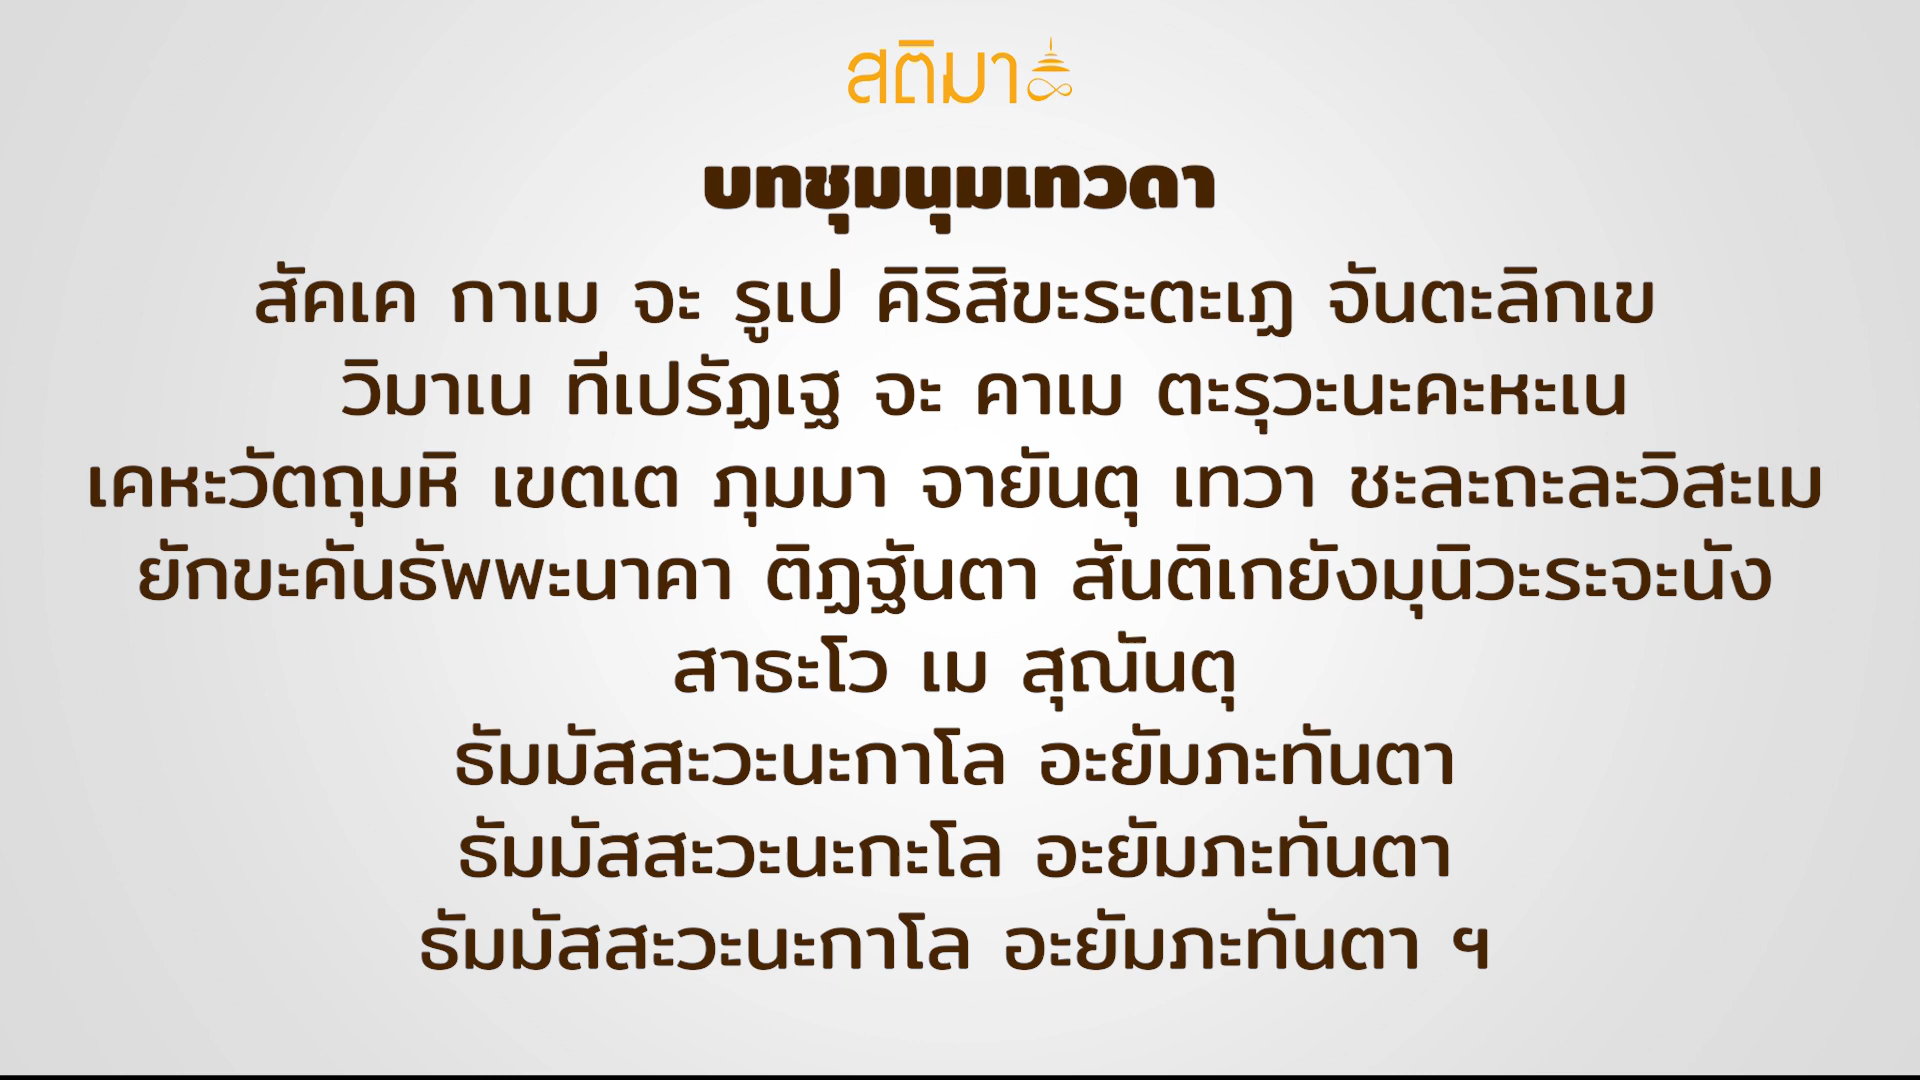 สติมา
บทชุมนุมเทวดา
สัคเค กาเม จะ รูเป คิริสิขะระตะเฏ จันตะลิกเข
วิมาเน ทีเปรัฏเฐ จะ คาเม ตะรุวะนะคะหะเน
เคหะวัตถุมหิ เขตเต ภุมมา จายันตุ เทวา ชะละถะละวิสะเม
ยักขะคันธัพพะนาคา ติฏฐันตา สันติเกยังมุนิวะระจะนัง
สาธะโว เม สุณันตุ
ธัมมัสสะวะนะกาโล อะยัมภะทันตา
ธัมมัสสะวะนะกะโล อะยัมภะทันตา
ธัมมัสสะวะนะกาโล อะยัมภะทันตา ฯ